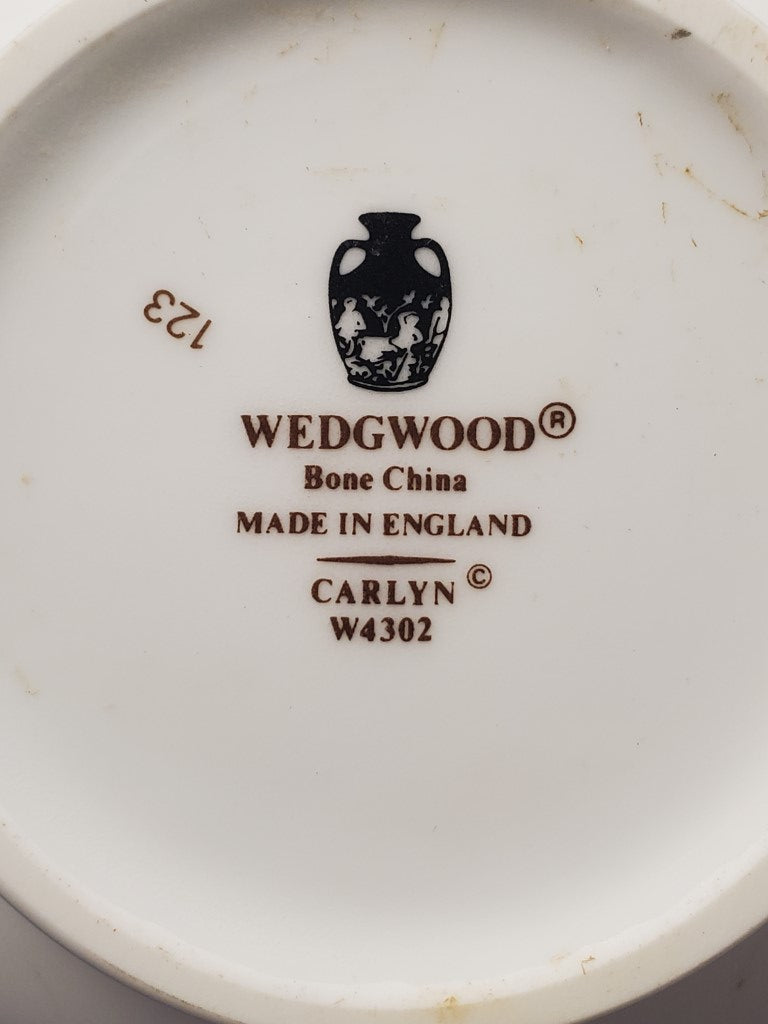 123
WEDGWOOD®
Bone China
MADE IN ENGLAND
CARLYN ©
W4302